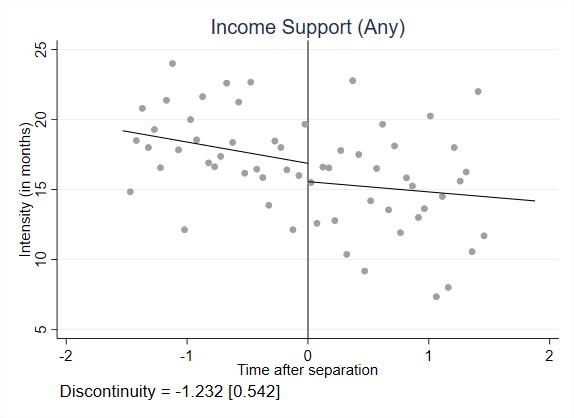 Income Support (Any)
Intensity (in months)
25
20
15
10
5
-2
-1
0
1
2
Time after separation
Discontinuity = -1.232 [0.542]